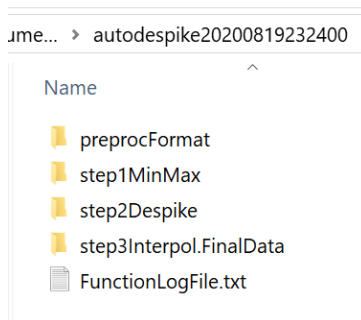 ume... > autodespike20200819232400
Name
preprocFormat
step1MinMax
step2Despike
step3Interpol.FinalData
FunctionLogFile.txt